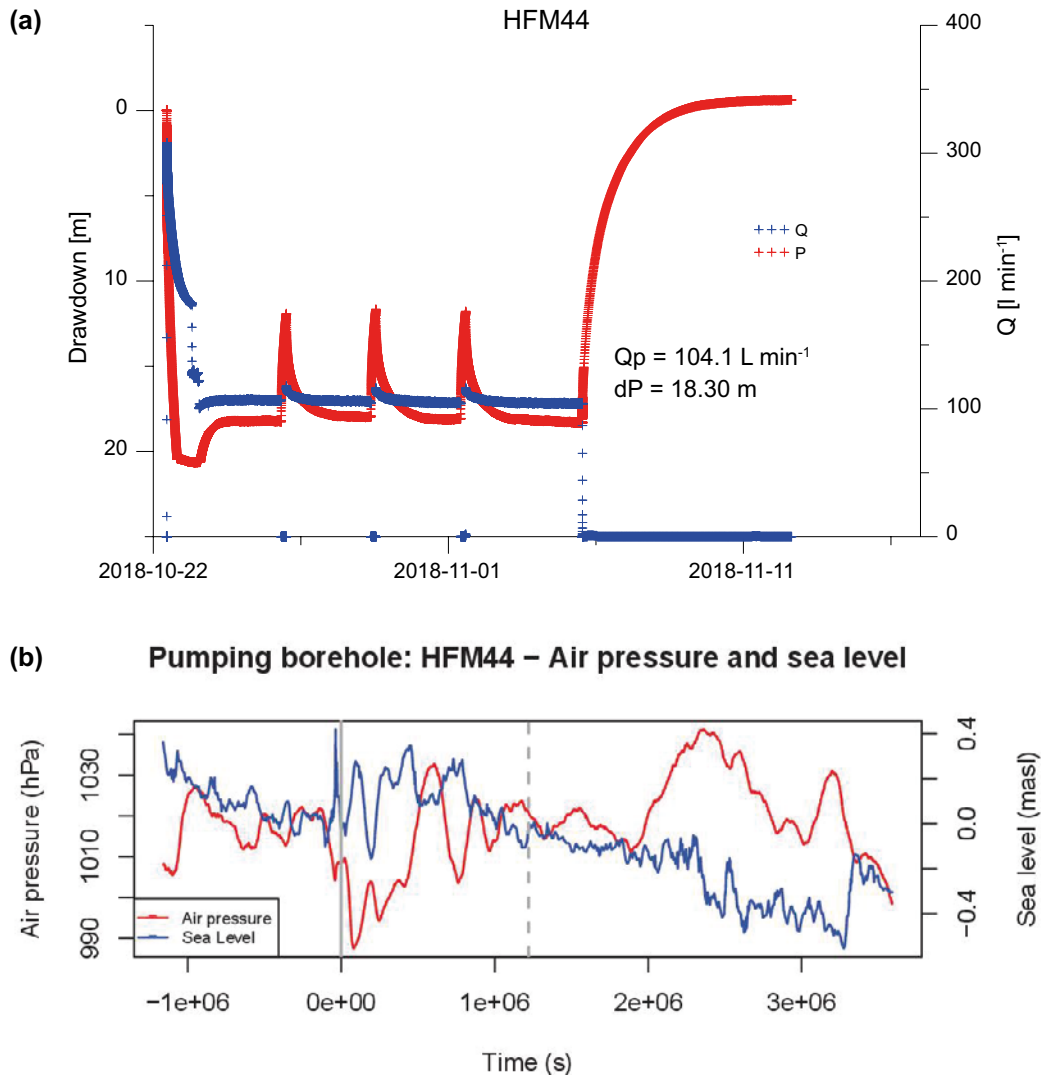 (a)
HFM44
400
0
300
Drawdown [m]
+++ Q
+++ P
10
200
Q [l min⁻¹]
Qp = 104.1 L min⁻¹
dP = 18.30 m
100
20
0
2018-10-22
2018-11-01
2018-11-11
(b)
Pumping borehole: HFM44 − Air pressure and sea level
Air pressure (hPa)
990
1010
1030
0.4
0.0
−0.4
Sea level (masl)
Air pressure
Sea Level
−1e+06
0e+00
1e+06
2e+06
3e+06
Time (s)